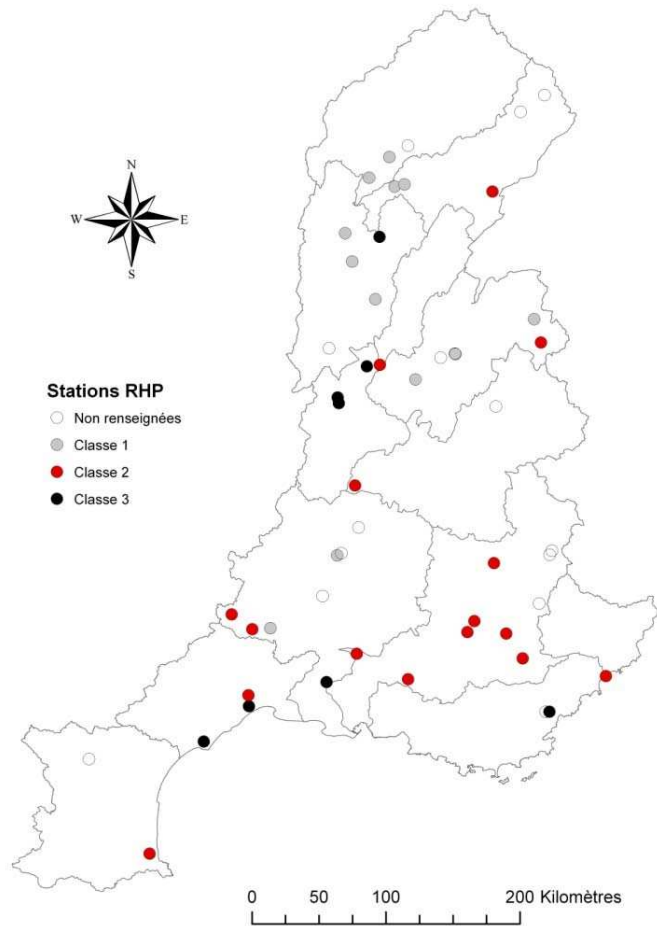 N
W E
S
Stations RHP
Non renseignées
Classe 1
Classe 2
Classe 3
0 50 100 200 Kilomètres